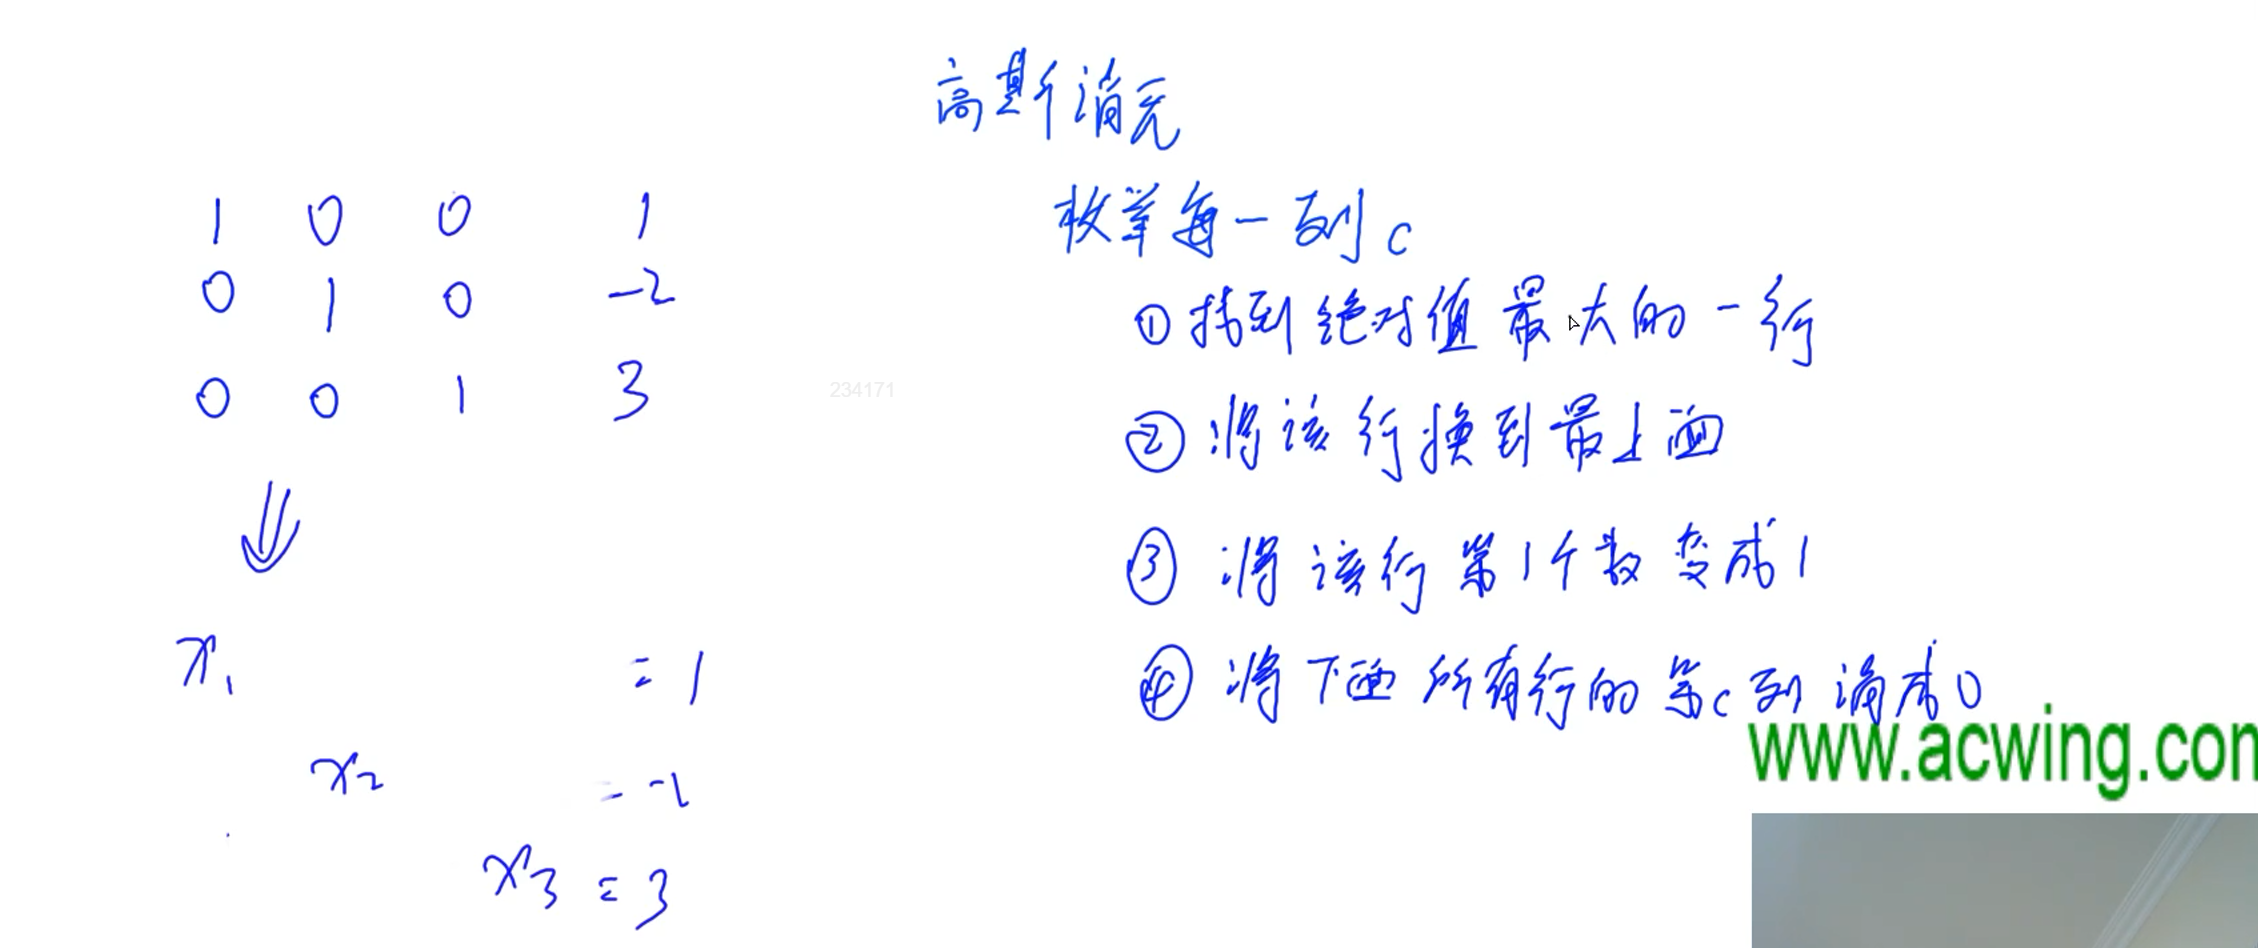 高斯消元
枚举每一列c
① 找到绝对值最大的一行
② 将该行换到最上面
③ 将该行第1个数变成1
④ 将下面所有行的第c列消成0
1 0 0 1
0 1 0 -2
0 0 1 3
⇓
x1 = 1
x2 = -2
x3 = 3
234171
www.acwing.con